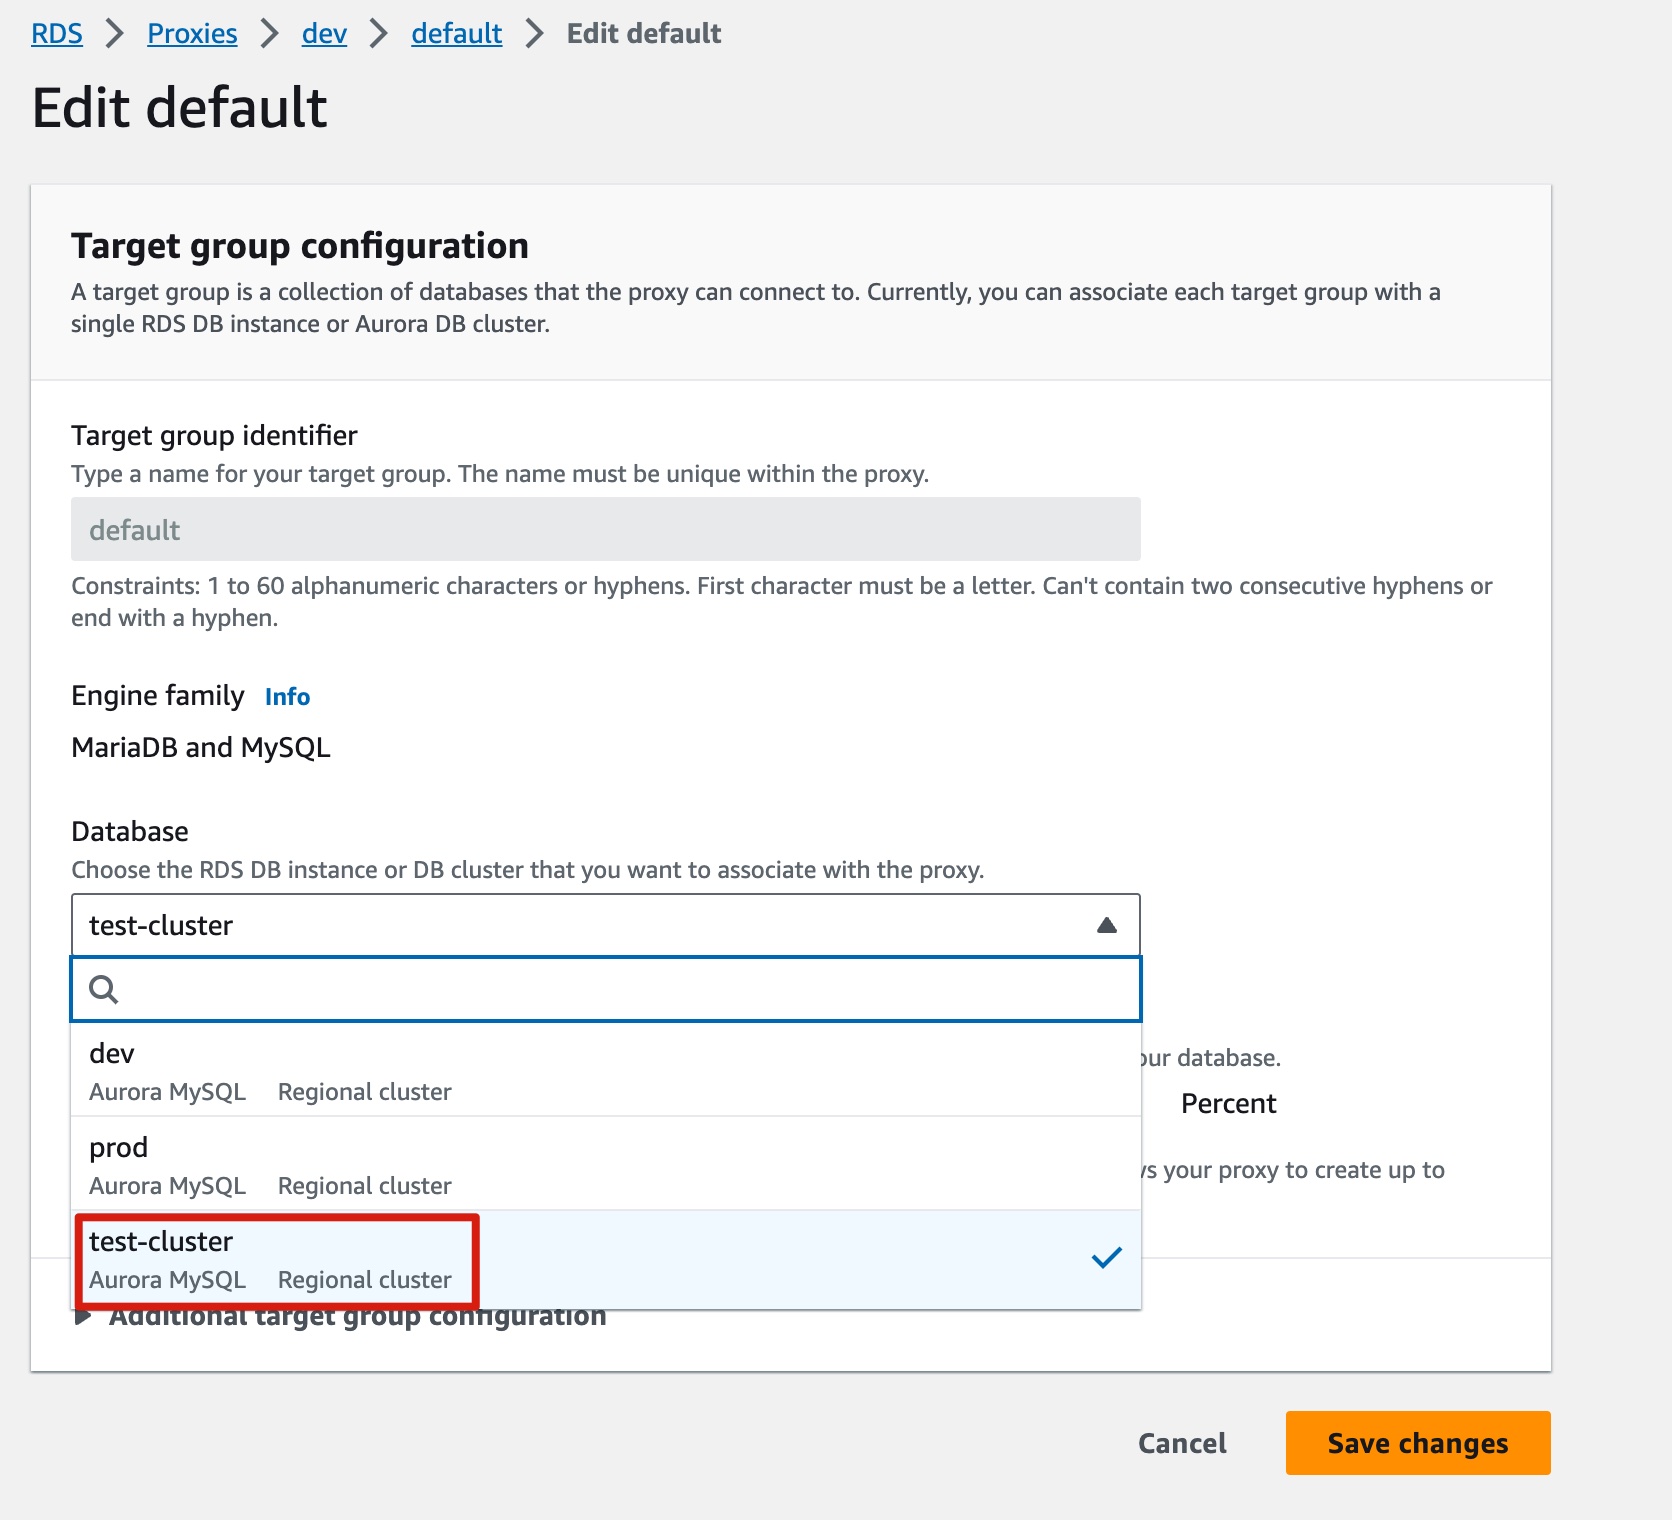 RDS > Proxies > dev > default > Edit default
Edit default
Target group configuration
A target group is a collection of databases that the proxy can connect to. Currently, you can associate each target group with a
single RDS DB instance or Aurora DB cluster.
Target group identifier
Type a name for your target group. The name must be unique within the proxy.
default
Constraints: 1 to 60 alphanumeric characters or hyphens. First character must be a letter. Can't contain two consecutive hyphens or
end with a hyphen.
Engine family Info
MariaDB and MySQL
Database
Choose the RDS DB instance or DB cluster that you want to associate with the proxy.
test-cluster
dev
Aurora MySQL Regional cluster
database.
Percent
prod
Aurora MySQL Regional cluster
your proxy to create up to
test-cluster
Aurora MySQL Regional cluster
Additional target group configuration
Cancel
Save changes